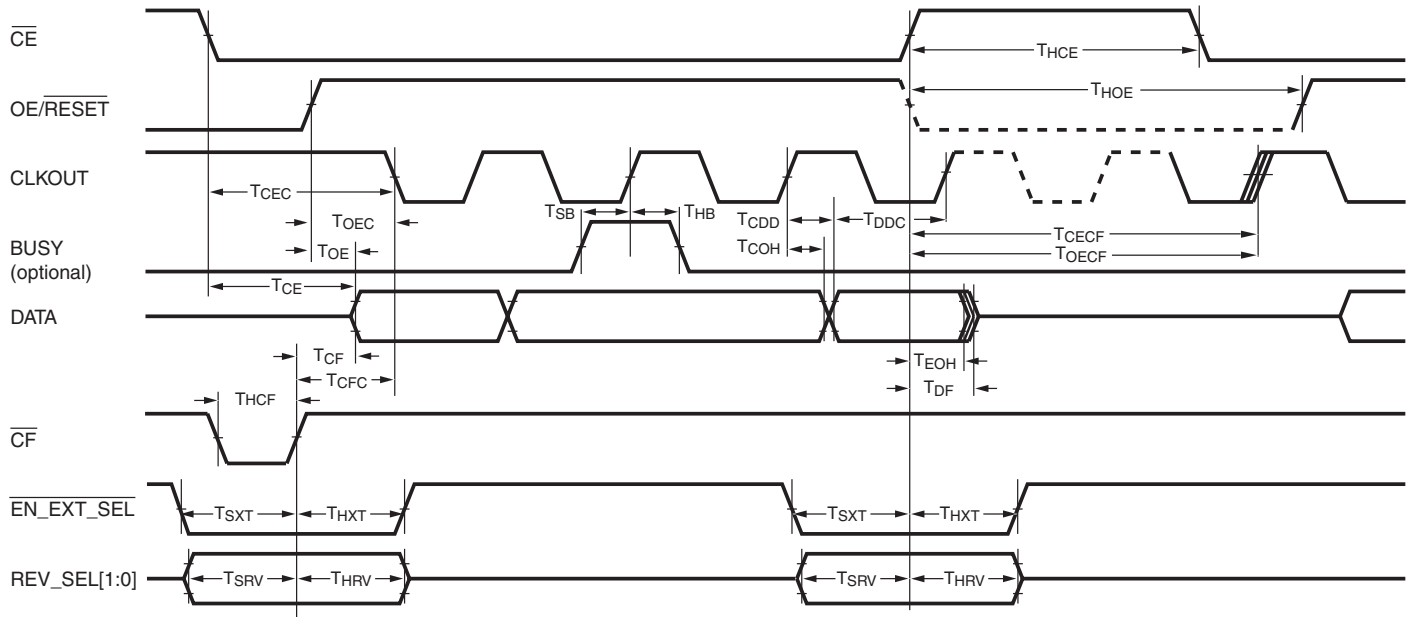 CE
THCE
OE/RESET
THOE
CLKOUT
TCEC
TOEC
TSB
THB
TCDD
TDDC
TCOH
TCECF
TOECF
BUSY
(optional)
TOE
TCE
DATA
TCF
TCFC
TEOH
TDF
THCF
CF
EN_EXT_SEL
TSXT
THXT
TSXT
THXT
REV_SEL[1:0]
TSRV
THRV
TSRV
THRV